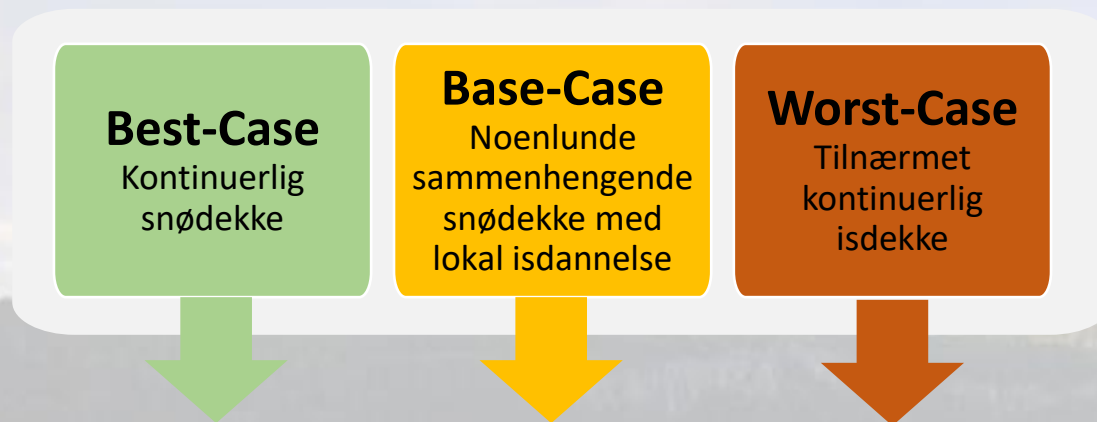 Best-Case
Kontinuerlig
snødekke
Base-Case
Noenlunde
sammenhengende
snødekke med
lokal isdannelse
Worst-Case
Tilnærmet
kontinuerlig
isdekke